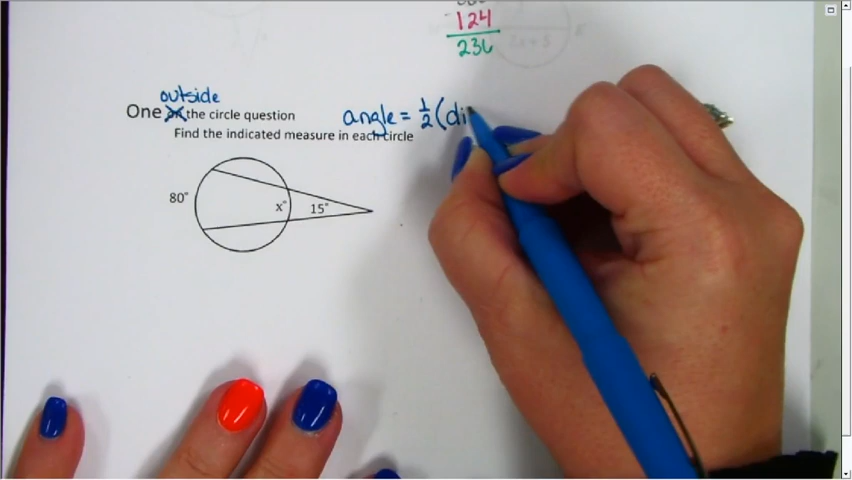 124
236
outside
One on the circle question
angle = 1/2 (di
Find the indicated measure in each circle
80°
x°
15°